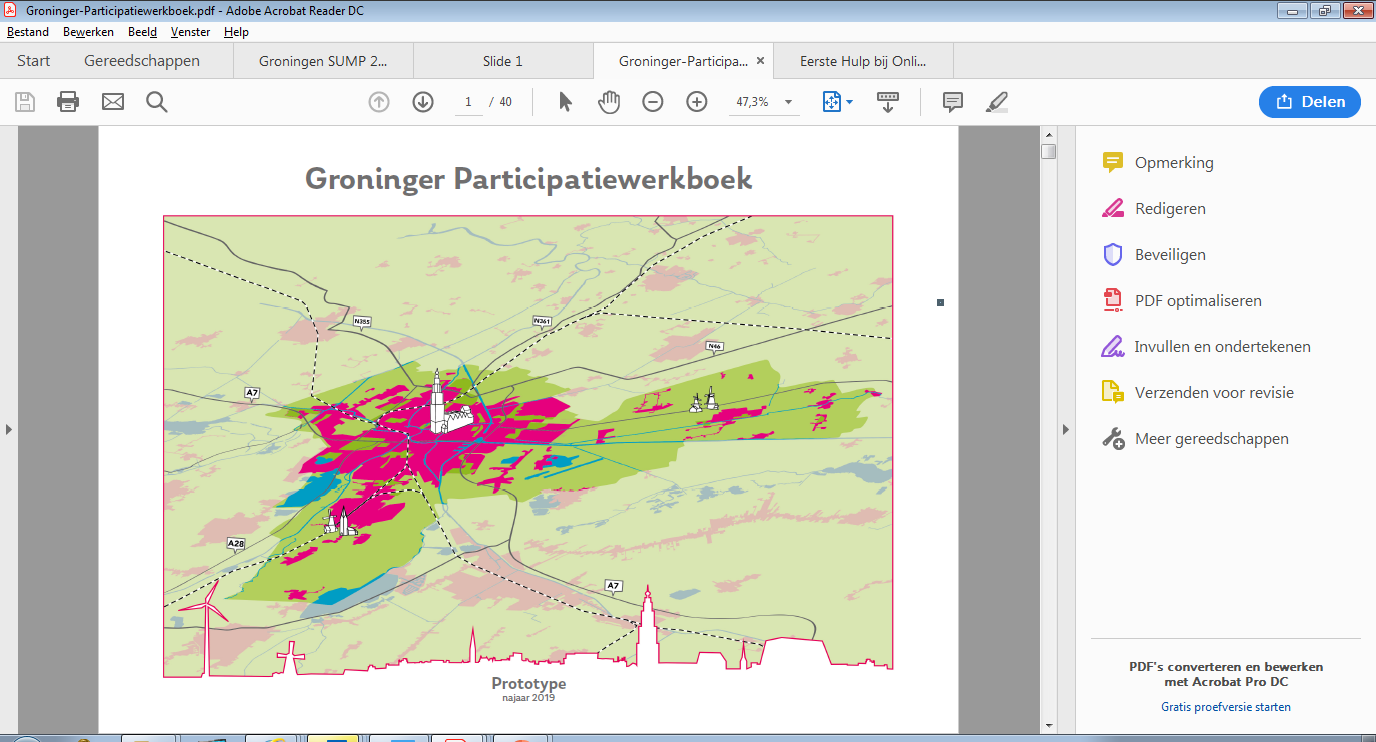 Groninger-Participatiewerkboek.pdf - Adobe Acrobat Reader DC
Bestand Bewerken Beeld Venster Help
Start Gereedschappen Groningen SUMP 2... Slide 1 Groninger-Participa... × Eerste Hulp bij Onli...
1 / 40 47,3% Delen
Groninger Participatiewerkboek
N355
N361
N46
A7
A28
A7
Prototype
najaar 2019
Opmerking
Redigeren
Beveiligen
PDF optimaliseren
Invullen en ondertekenen
Verzenden voor revisie
Meer gereedschappen
PDF's converteren en bewerken
met Acrobat Pro DC
Gratis proefversie starten